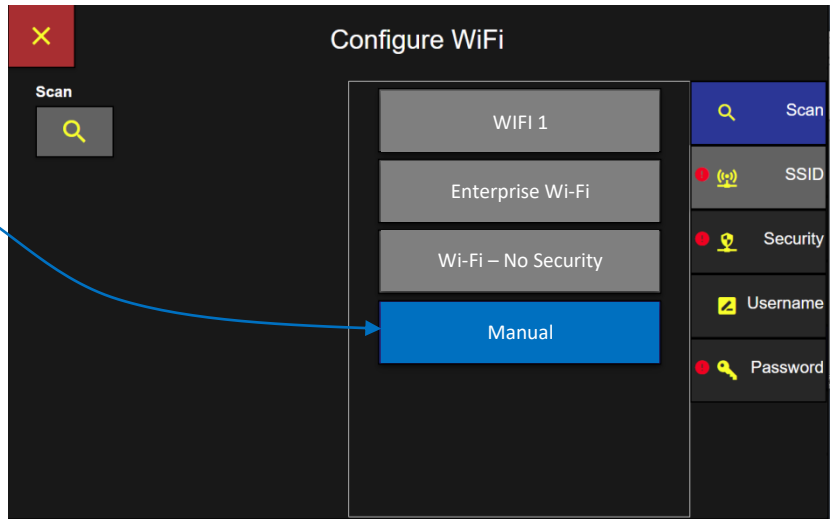 Configure WiFi
Scan
WIFI 1
Enterprise Wi-Fi
Wi-Fi – No Security
Manual
Scan
SSID
Security
Username
Password